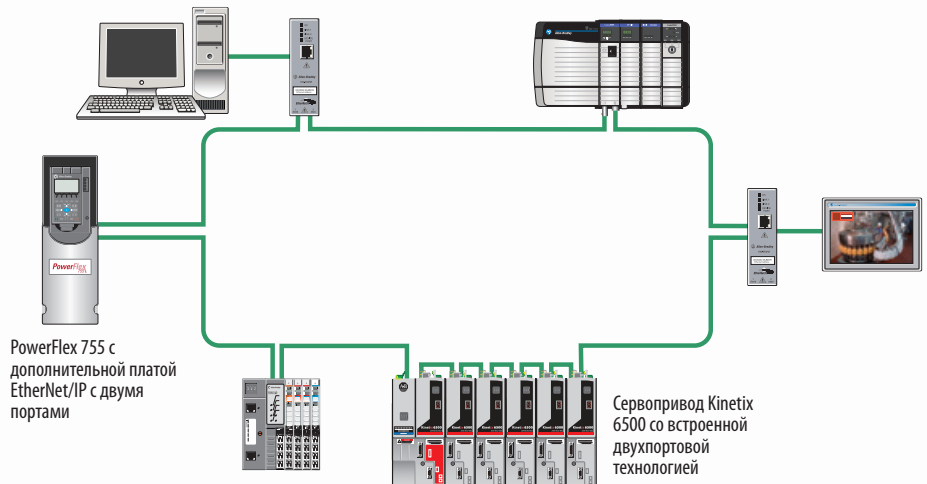 PowerFlex
PowerFlex 755 с
дополнительной платой
EtherNet/IP с двумя
портами
Сервопривод Kinetix
6500 со встроенной
двухпортовой
технологией